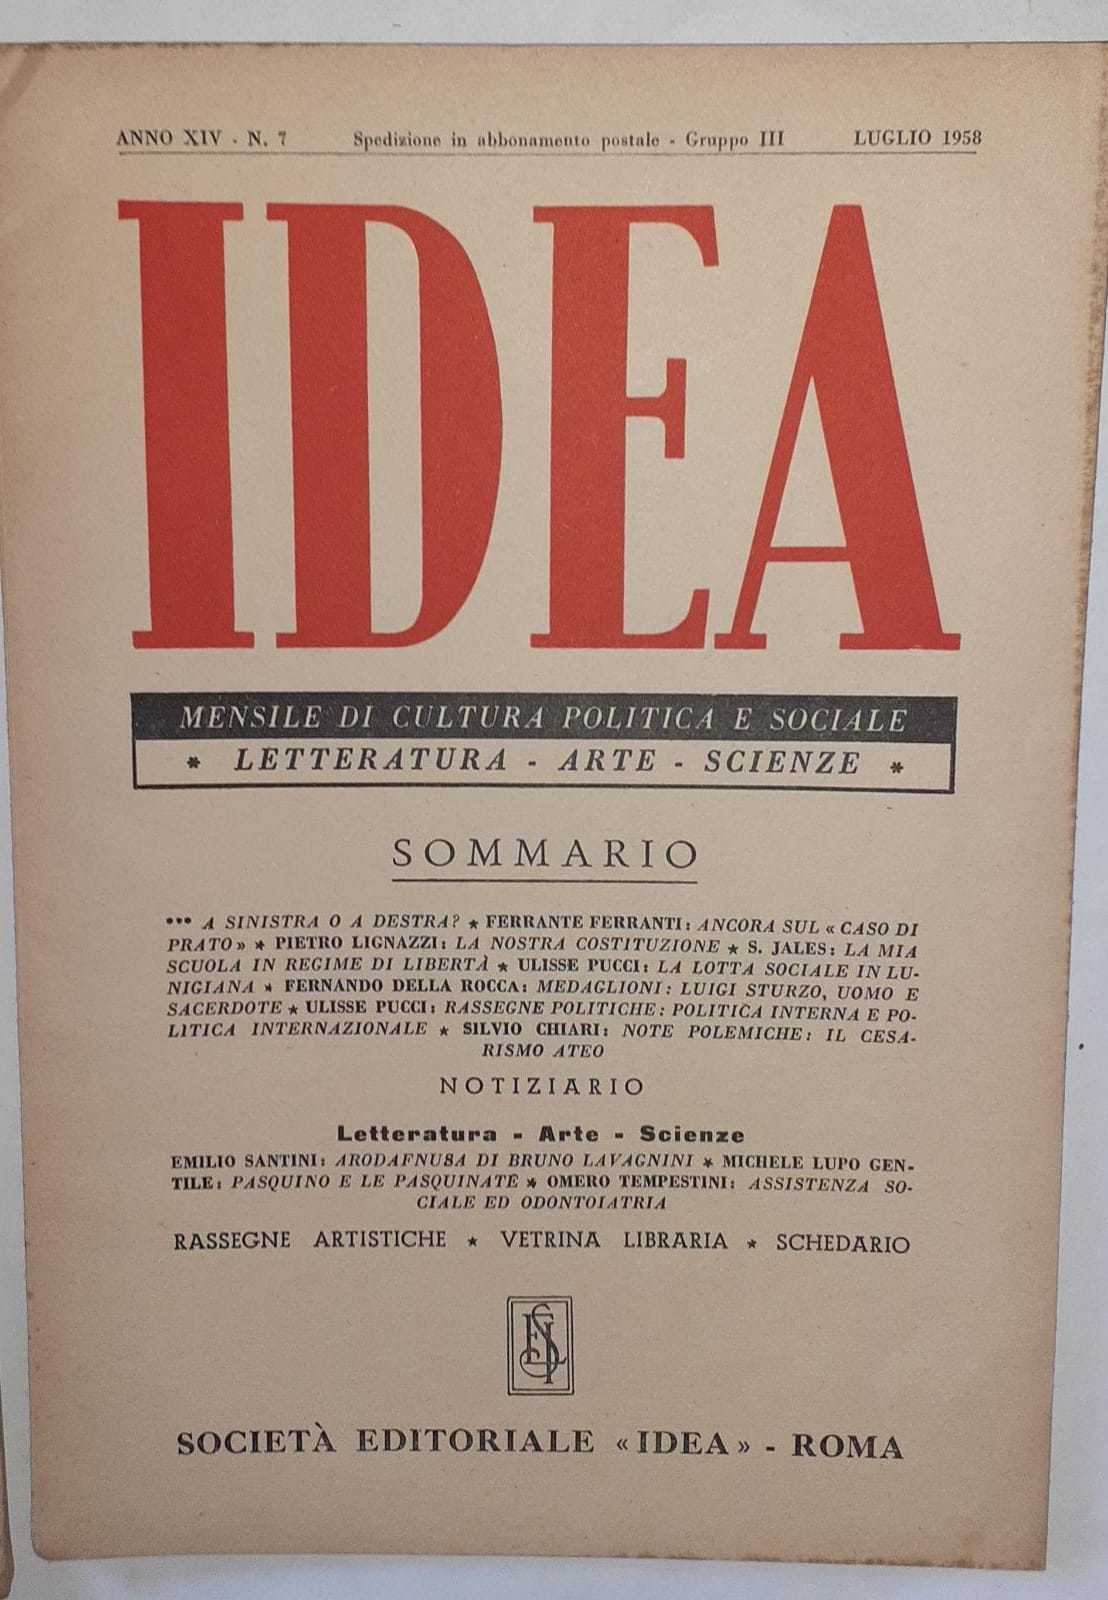 ANNO XIV - N. 7 Spedizione in abbonamento postale - Gruppo III LUGLIO 1958
IDEA
MENSILE DI CULTURA POLITICA E SOCIALE
* LETTERATURA - ARTE - SCIENZE *
SOMMARIO
*** A SINISTRA O A DESTRA? ★ FERRANTE FERRANTI: ANCORA SUL « CASO DI
PRATO» ★ PIETRO LIGNAZZI: LA NOSTRA COSTITUZIONE ★ S. JALES: LA MIA
SCUOLA IN REGIME DI LIBERTÀ ★ ULISSE PUCCI: LA LOTTA SOCIALE IN LU-
NIGIANA ★ FERNANDO DELLA ROCCA: MEDAGLIONI: LUIGI STURZO, UOMO E
SACERDOTE ★ ULISSE PUCCI: RASSEGNE POLITICHE: POLITICA INTERNA E PO-
LITICA INTERNAZIONALE ★ SILVIO CHIARI: NOTE POLEMICHE: IL CESA-
RISMO ATEO
NOTIZIARIO
Letteratura - Arte - Scienze
EMILIO SANTINI: ARODAFNUSA DI BRUNO LAVAGNINI ★ MICHELE LUPO GEN-
TILE: PASQUINO E LE PASQUINATE ★ OMERO TEMPESTINI: ASSISTENZA SO-
CIALE ED ODONTOIATRIA
RASSEGNE ARTISTICHE ★ VETRINA LIBRARIA ★ SCHEDARIO
SOCIETÀ EDITORIALE «IDEA» - ROMA